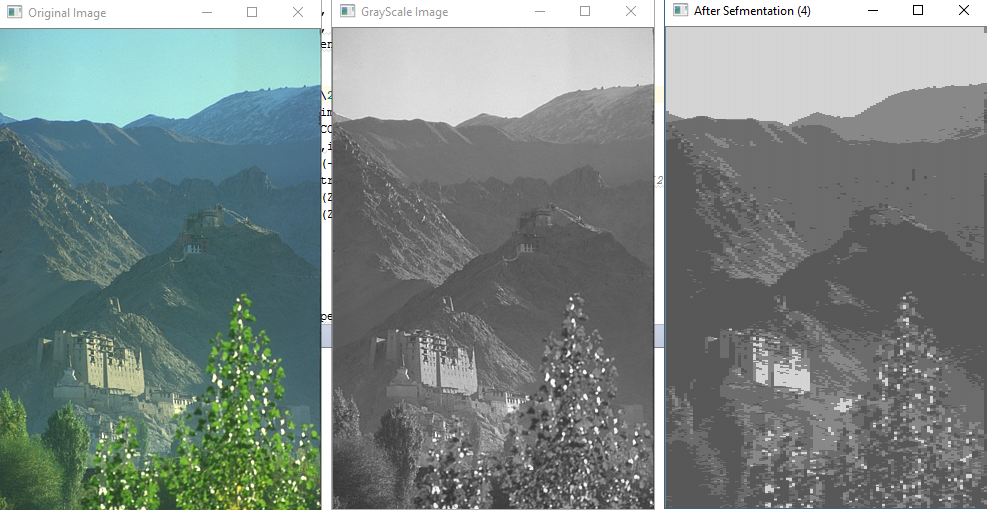 Original Image
GrayScale Image
After Sefmentation (4)